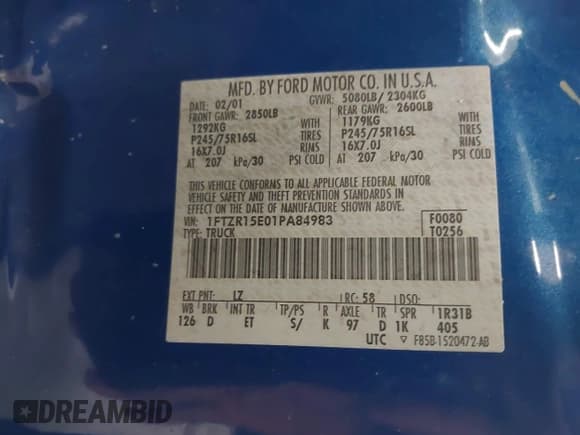 MFD. BY FORD MOTOR CO. IN U.S.A.
DATE: 02/01 GVWR: 5080LB/ 2304KG
FRONT GAWR: 2850LB REAR GAWR: 2600LB
1292KG WITH 1179KG WITH
P245/75R16SL TIRES P245/75R16SL TIRES
16X7.0J RIMS 16X7.0J RIMS
AT 207 kPa/30 PSI COLD AT 207 kPa/30 PSI COLD
THIS VEHICLE CONFORMS TO ALL APPLICABLE FEDERAL MOTOR
VEHICLE SAFETY AND THEFT PREVENTION STANDARDS IN
EFFECT ON THE DATE OF MANUFACTURE SHOWN ABOVE.
VIN: 1FTZR15E01PA84983 F0080
TYPE: TRUCK T0256
EXT PNT: LZ RC: 58 DSO:
WB BRK INT TR TP/PS R AXLE TR SPR 1R31B
126 D ET S/ K 97 D 1K 405
UTC ▽ F85B-1520472-AB
DREAMBID